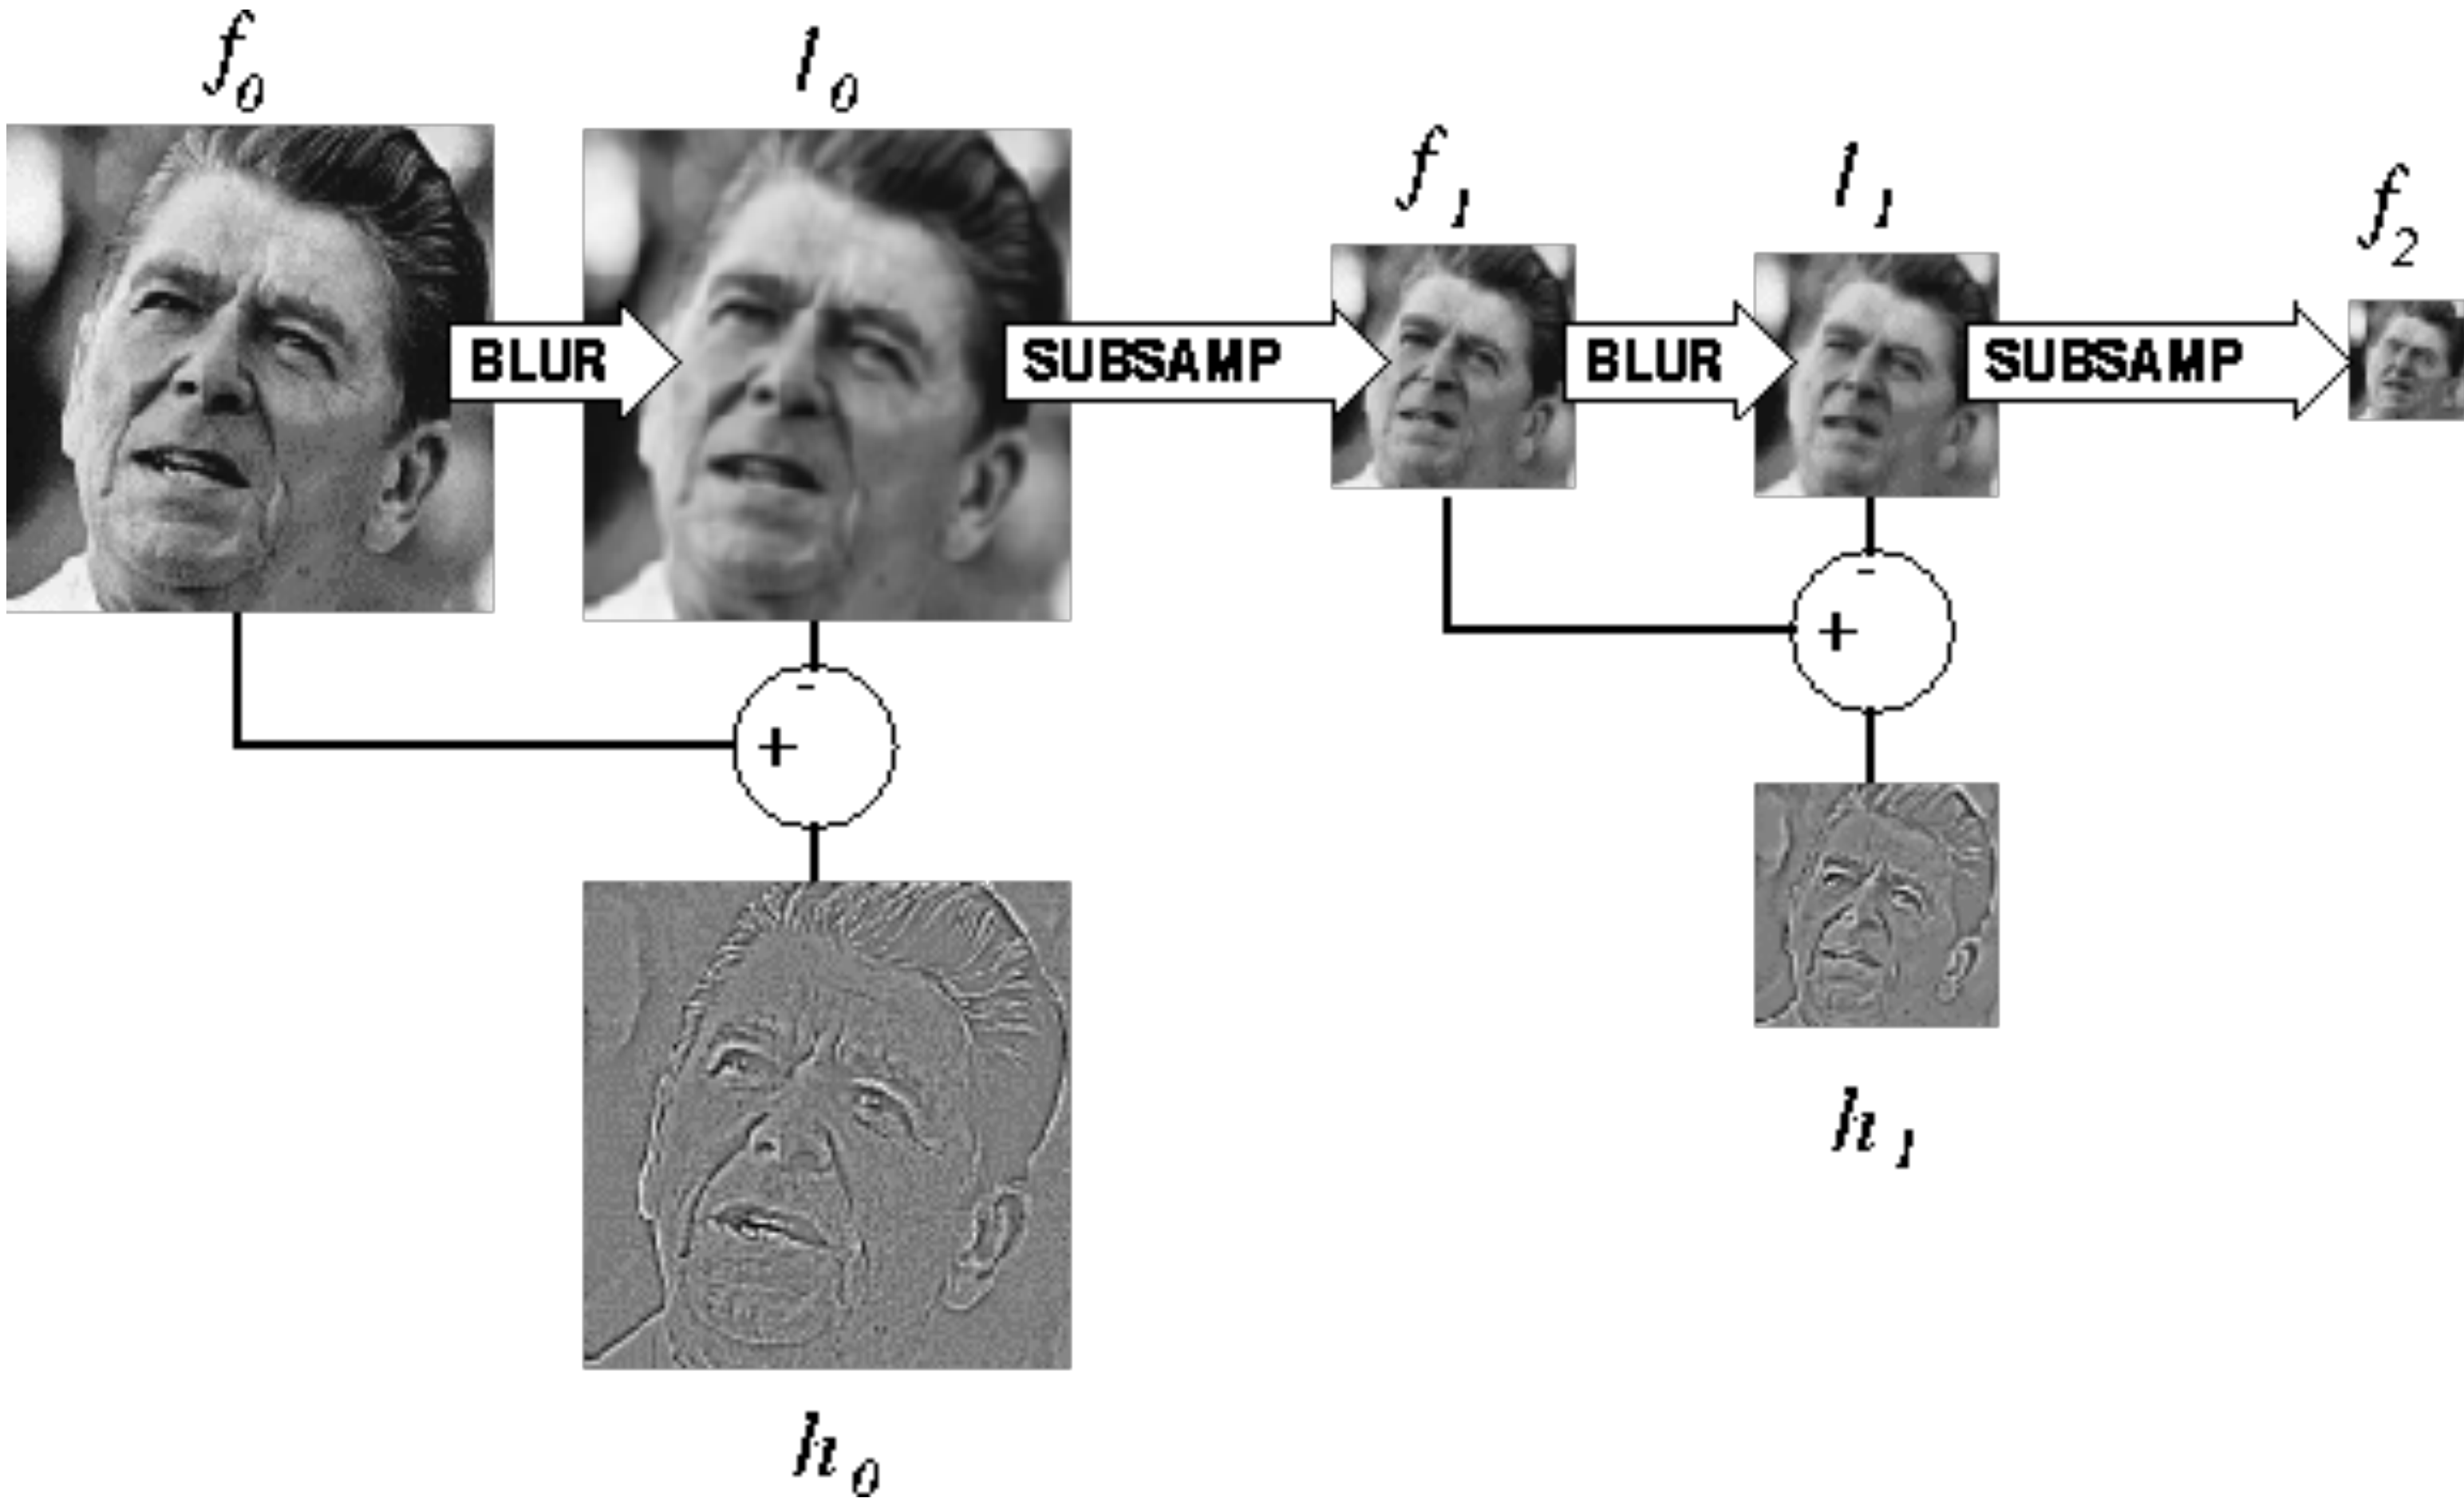 f0
l0
f1
l1
f2
BLUR
SUBSAMP
BLUR
SUBSAMP
-
+
-
+
h1
h0